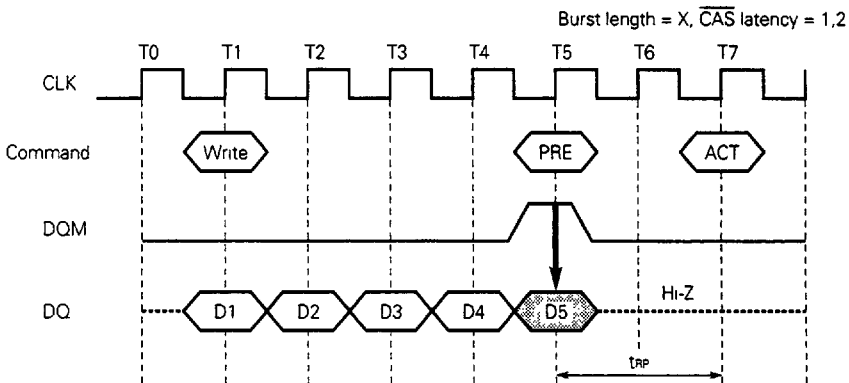 Burst length = X, CAS latency = 1,2
T0 T1 T2 T3 T4 T5 T6 T7
CLK
Command Write PRE ACT
DQM
DQ D1 D2 D3 D4 D5 Hi-Z
tRP